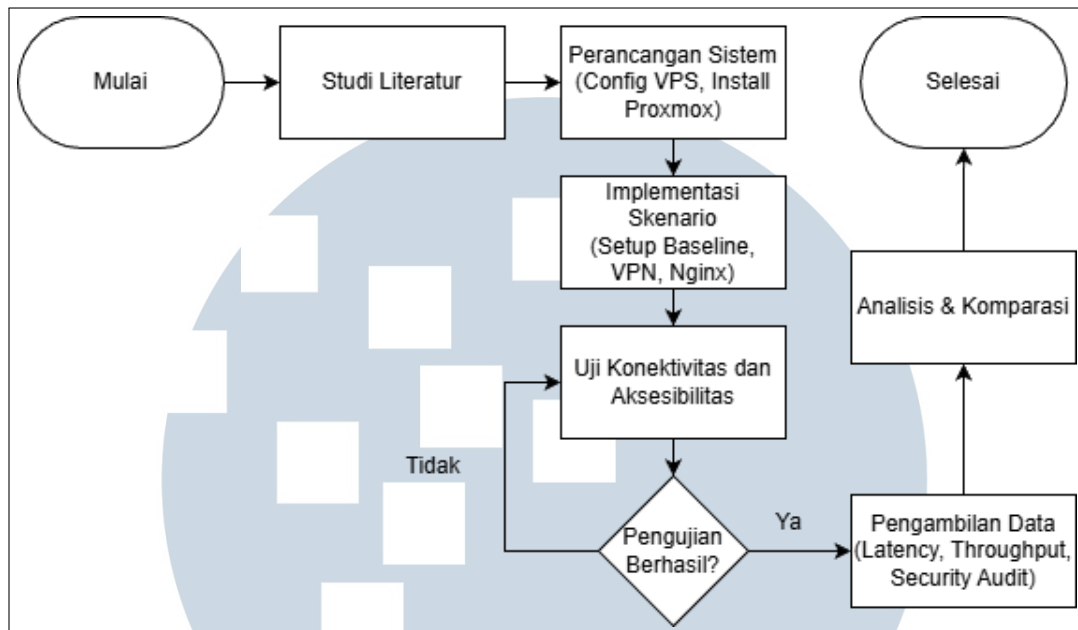 Mulai
Studi Literatur
Perancangan Sistem
(Config VPS, Install
Proxmox)
Implementasi
Skenario
(Setup Baseline,
VPN, Nginx)
Uji Konektivitas dan
Aksesibilitas
Pengujian
Berhasil?
Tidak
Ya
Pengambilan Data
(Latency, Throughput,
Security Audit)
Analisis & Komparasi
Selesai